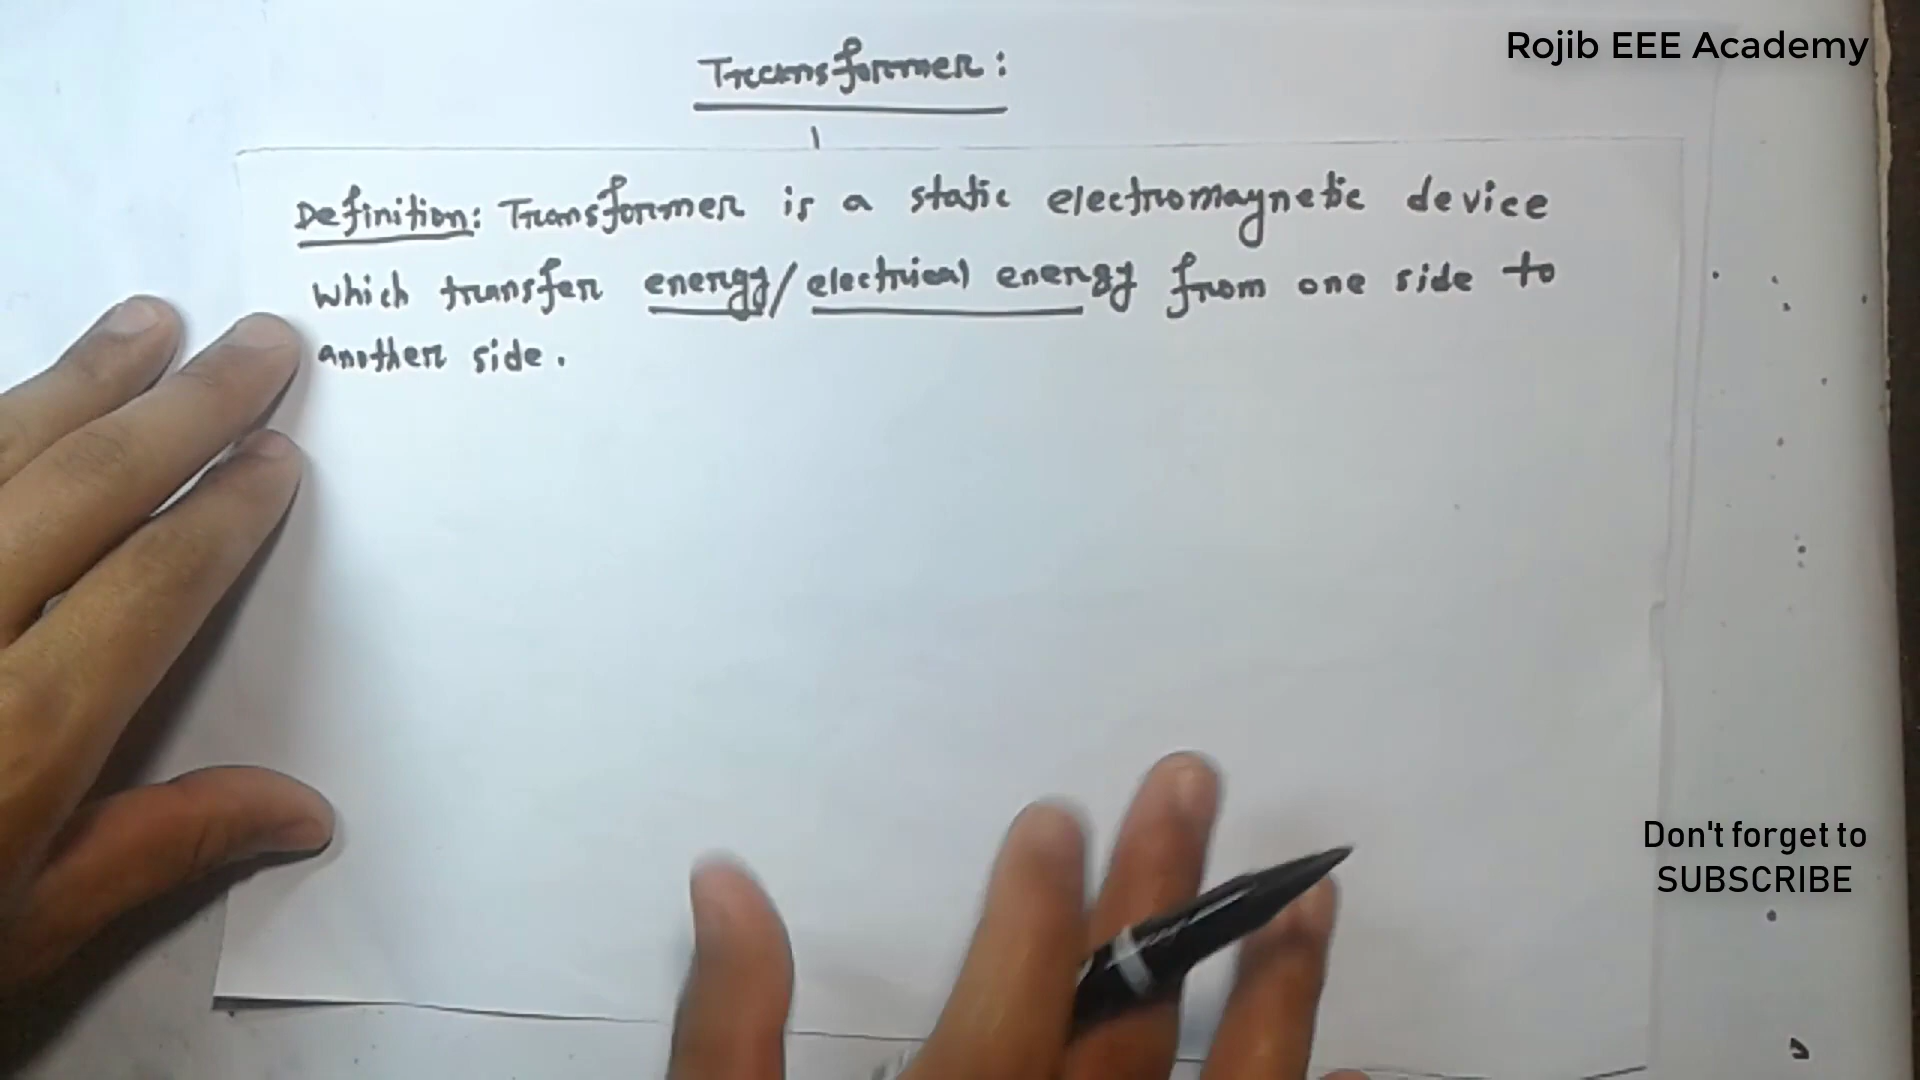 Rojib EEE Academy
Transformer:
Definition: Transformer is a static electromagnetic device
which transfer energy/electrical energy from one side to
another side.
Don't forget to
SUBSCRIBE